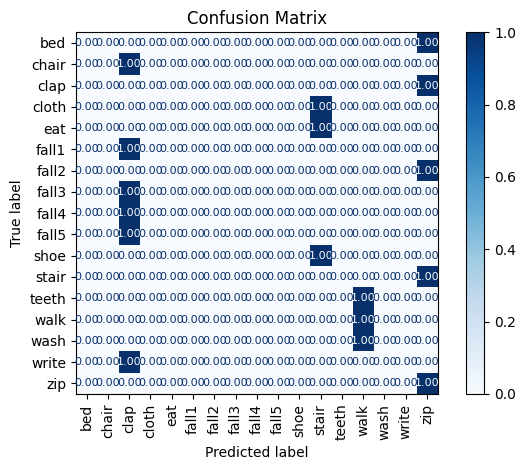 Confusion Matrix
True label
bed 0.00 0.00 0.00 0.00 0.00 0.00 0.00 0.00 0.00 0.00 0.00 0.00 0.00 0.00 0.00 0.00 1.00
chair 0.00 0.00 1.00 0.00 0.00 0.00 0.00 0.00 0.00 0.00 0.00 0.00 0.00 0.00 0.00 0.00 0.00
clap 0.00 0.00 0.00 0.00 0.00 0.00 0.00 0.00 0.00 0.00 0.00 0.00 0.00 0.00 0.00 0.00 1.00
cloth 0.00 0.00 0.00 0.00 0.00 0.00 0.00 0.00 0.00 0.00 0.00 1.00 0.00 0.00 0.00 0.00 0.00
eat 0.00 0.00 0.00 0.00 0.00 0.00 0.00 0.00 0.00 0.00 0.00 1.00 0.00 0.00 0.00 0.00 0.00
fall1 0.00 0.00 1.00 0.00 0.00 0.00 0.00 0.00 0.00 0.00 0.00 0.00 0.00 0.00 0.00 0.00 0.00
fall2 0.00 0.00 0.00 0.00 0.00 0.00 0.00 0.00 0.00 0.00 0.00 0.00 0.00 0.00 0.00 0.00 1.00
fall3 0.00 0.00 1.00 0.00 0.00 0.00 0.00 0.00 0.00 0.00 0.00 0.00 0.00 0.00 0.00 0.00 0.00
fall4 0.00 0.00 1.00 0.00 0.00 0.00 0.00 0.00 0.00 0.00 0.00 0.00 0.00 0.00 0.00 0.00 0.00
fall5 0.00 0.00 1.00 0.00 0.00 0.00 0.00 0.00 0.00 0.00 0.00 0.00 0.00 0.00 0.00 0.00 0.00
shoe 0.00 0.00 0.00 0.00 0.00 0.00 0.00 0.00 0.00 0.00 0.00 1.00 0.00 0.00 0.00 0.00 0.00
stair 0.00 0.00 0.00 0.00 0.00 0.00 0.00 0.00 0.00 0.00 0.00 0.00 0.00 0.00 0.00 0.00 1.00
teeth 0.00 0.00 0.00 0.00 0.00 0.00 0.00 0.00 0.00 0.00 0.00 0.00 0.00 1.00 0.00 0.00 0.00
walk 0.00 0.00 0.00 0.00 0.00 0.00 0.00 0.00 0.00 0.00 0.00 0.00 0.00 1.00 0.00 0.00 0.00
wash 0.00 0.00 0.00 0.00 0.00 0.00 0.00 0.00 0.00 0.00 0.00 0.00 0.00 1.00 0.00 0.00 0.00
write 0.00 0.00 1.00 0.00 0.00 0.00 0.00 0.00 0.00 0.00 0.00 0.00 0.00 0.00 0.00 0.00 0.00
zip 0.00 0.00 0.00 0.00 0.00 0.00 0.00 0.00 0.00 0.00 0.00 0.00 0.00 0.00 0.00 0.00 1.00
bed chair clap cloth eat fall1 fall2 fall3 fall4 fall5 shoe stair teeth walk wash write zip
Predicted label
1.0
0.8
0.6
0.4
0.2
0.0